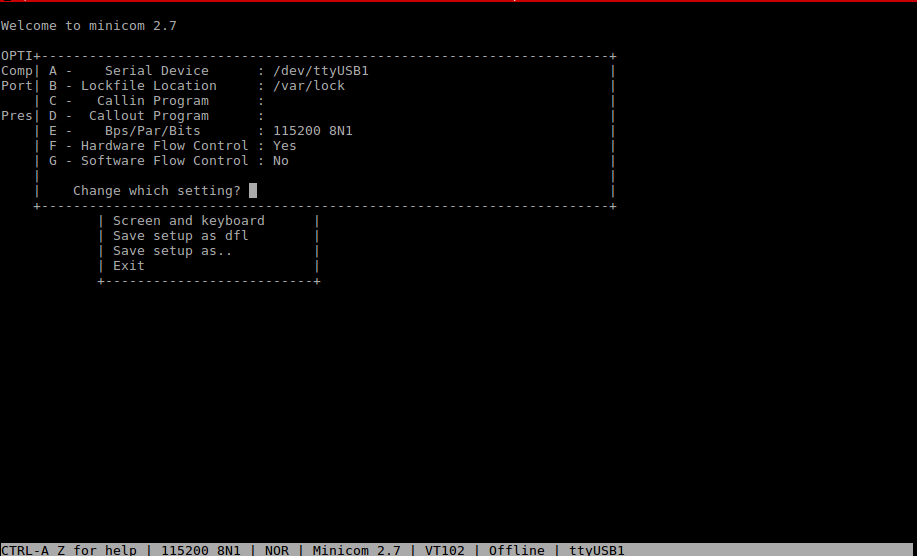 Welcome to minicom 2.7
OPTI+-----------------------------------------------------------------------+
Comp| A -    Serial Device      : /dev/ttyUSB1                              |
Port| B - Lockfile Location     : /var/lock                                 |
    | C -   Callin Program      :                                           |
Pres| D -  Callout Program      :                                           |
    | E -    Bps/Par/Bits       : 115200 8N1                                |
    | F - Hardware Flow Control : Yes                                       |
    | G - Software Flow Control : No                                        |
    |                                                                       |
    |    Change which setting?                                              |
    +-----------------------------------------------------------------------+
            | Screen and keyboard      |
            | Save setup as dfl        |
            | Save setup as..          |
            | Exit                     |
            +--------------------------+
CTRL-A Z for help | 115200 8N1 | NOR | Minicom 2.7 | VT102 | Offline | ttyUSB1